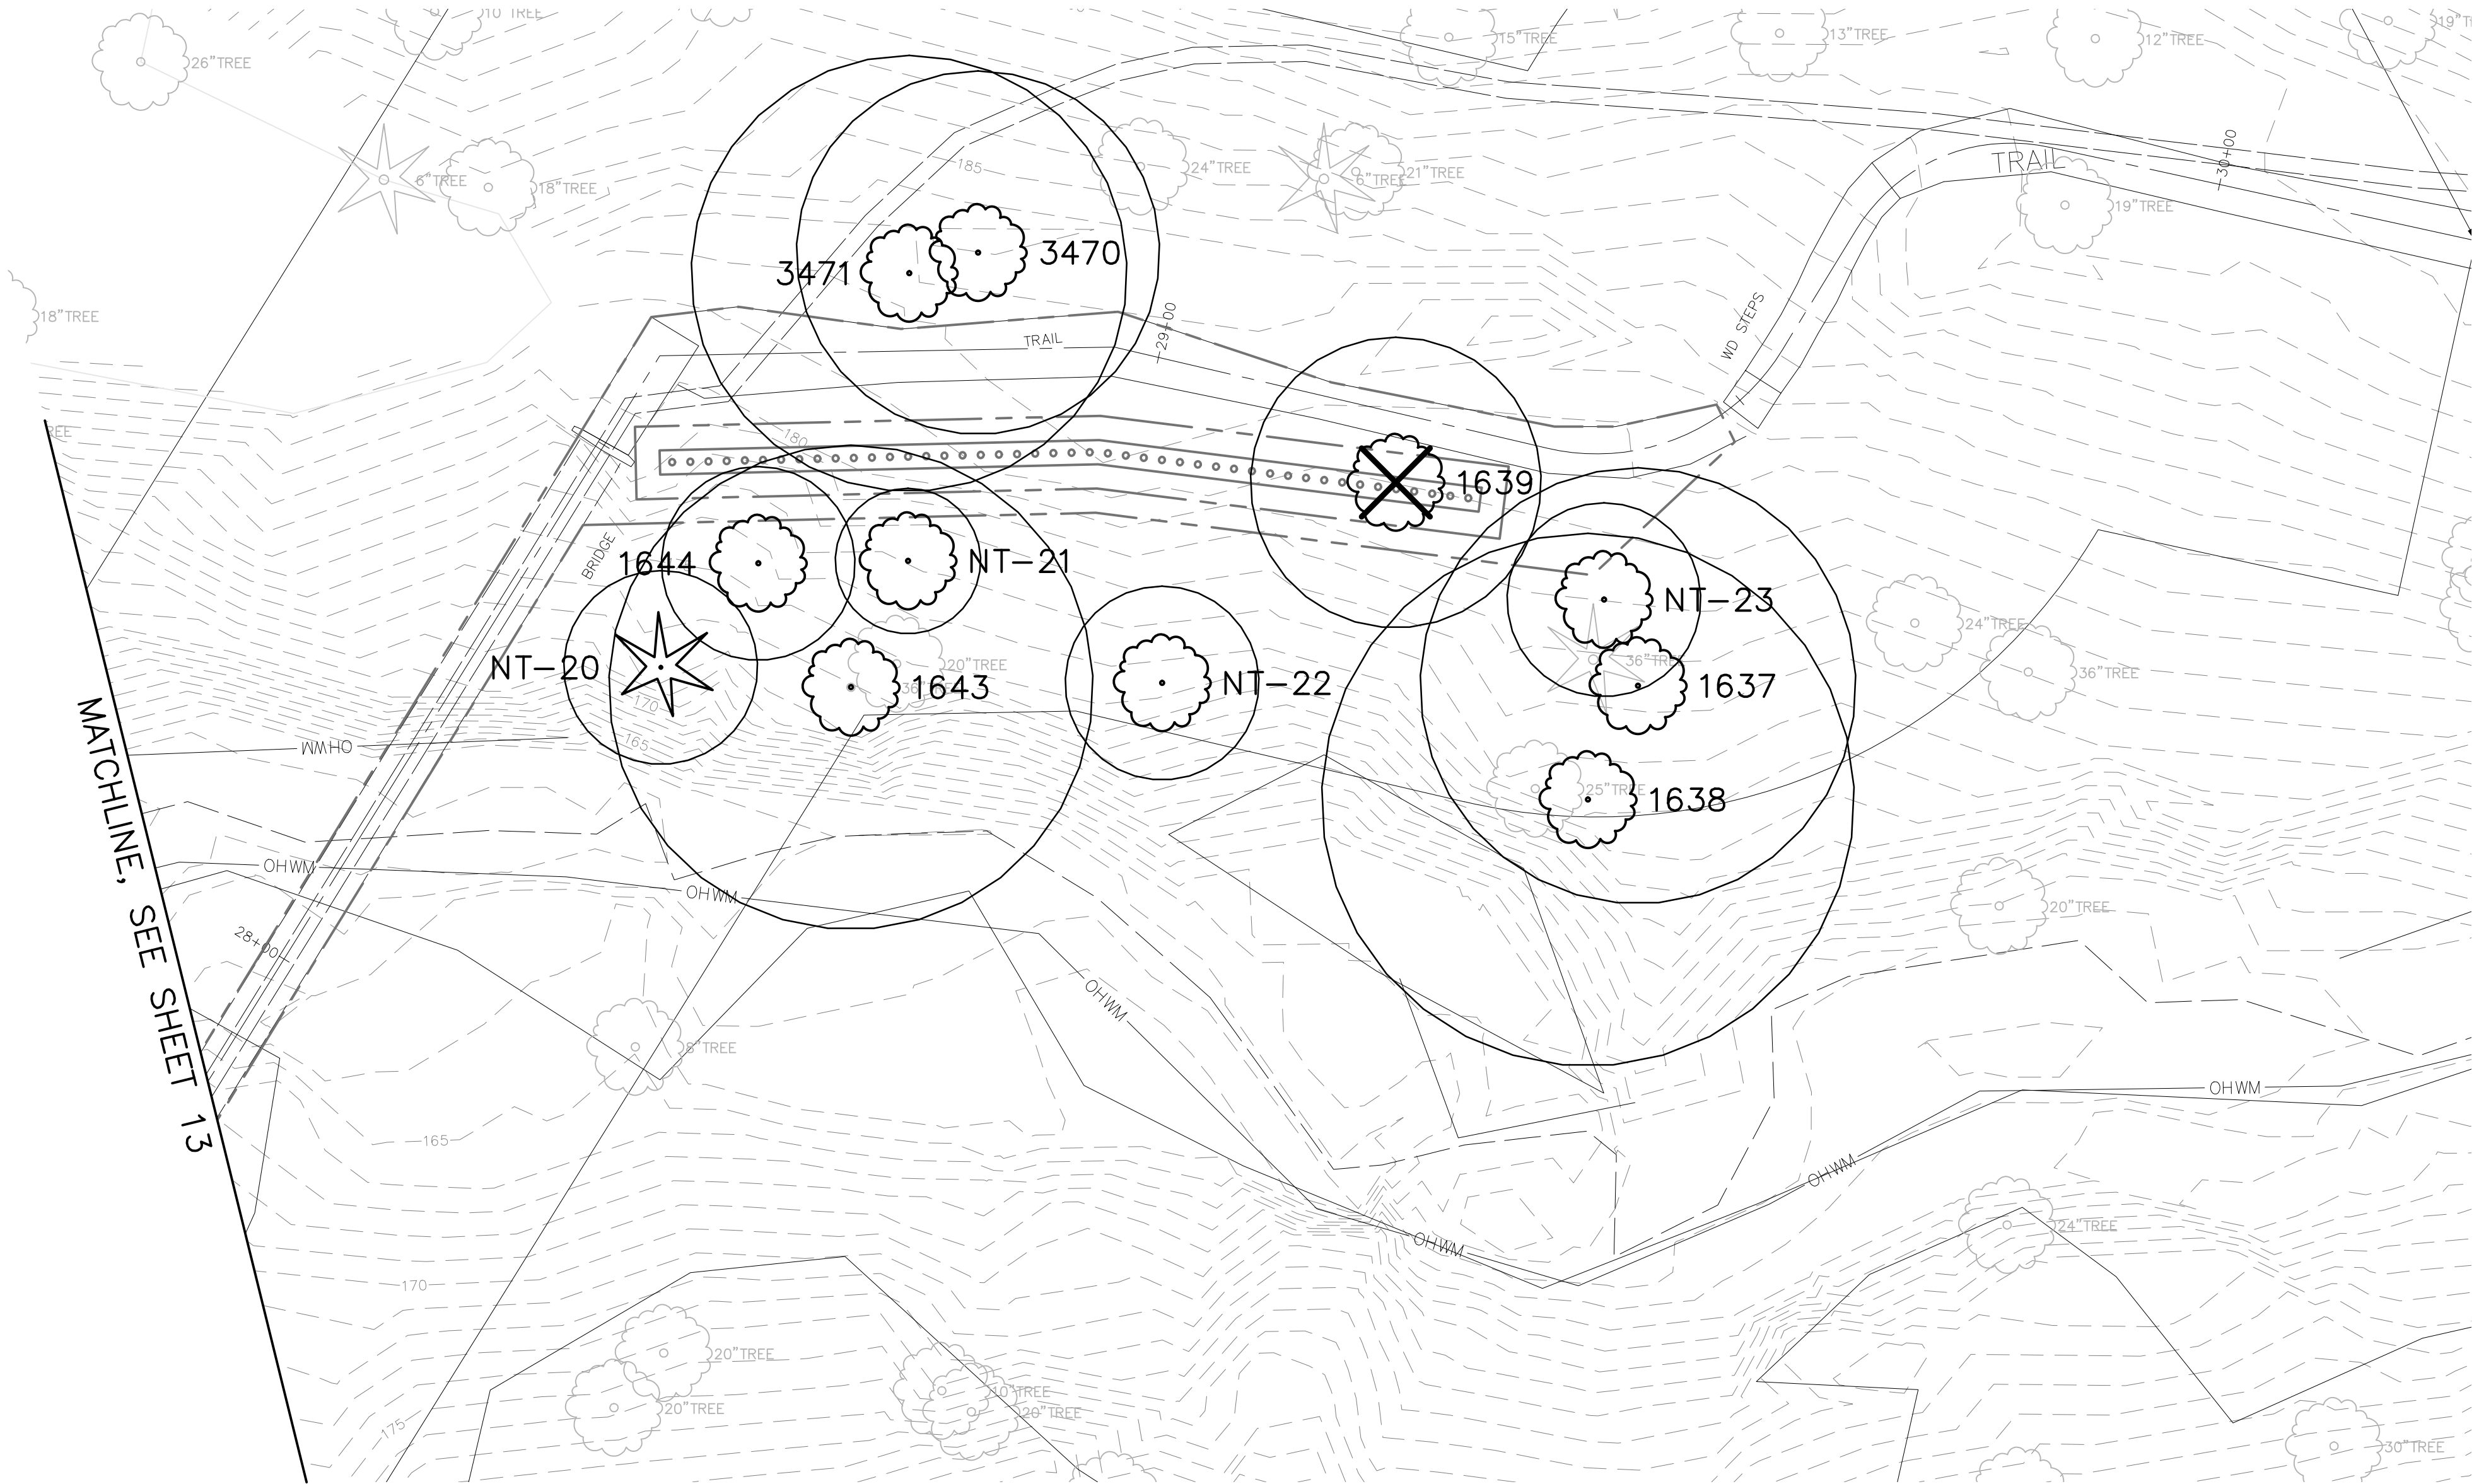 10"TREE
15"TREE
13"TREE
12"TREE
26"TREE
6"TREE
18"TREE
185
24"TREE
6"TREE
21"TREE
TRAIL
-30+00
19"TREE
3471
3470
18"TREE
TRAIL
-29+00
WD STEPS
180
1639
BRIDGE
1644
NT-21
NT-23
24"TREE
NT-20
20"TREE
36"TREE
1643
NT-22
36"TREE
1637
36"TREE
170
165
OHWM
25"TREE
1638
MATCHLINE, SEE SHEET 13
OHWM
OHWM
20"TREE
28+00
OHWM
8"TREE
OHWM
165
OHWM
24"TREE
OHWM
170
20"TREE
20"TREE
10"TREE
20"TREE
175
30"TREE